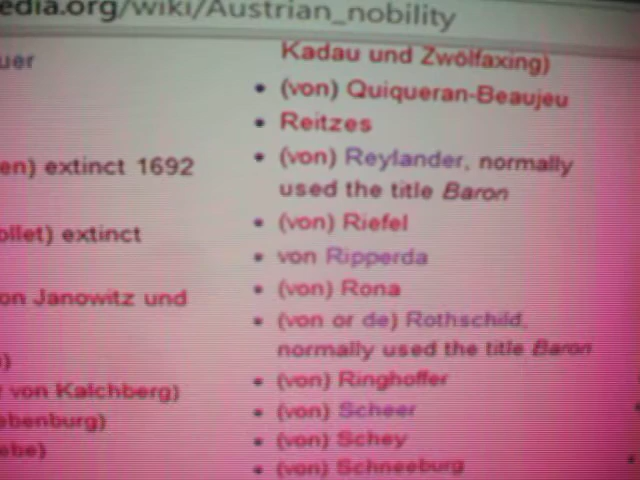 edia.org/wiki/Austrian_nobility
uer
en) extinct 1692
ollet) extinct
on Janowitz und
)
von Kalchberg)
ebenburg)
ebe)
Kadau und Zwölfaxing)
• (von) Quiqueran-Beaujeu
• Reitzes
• (von) Reylander, normally
used the title Baron
• (von) Riefel
• von Ripperda
• (von) Rona
• (von or de) Rothschild,
normally used the title Baron
• (von) Ringhoffer
• (von) Scheer
• (von) Schey
• (von) Schneeburg